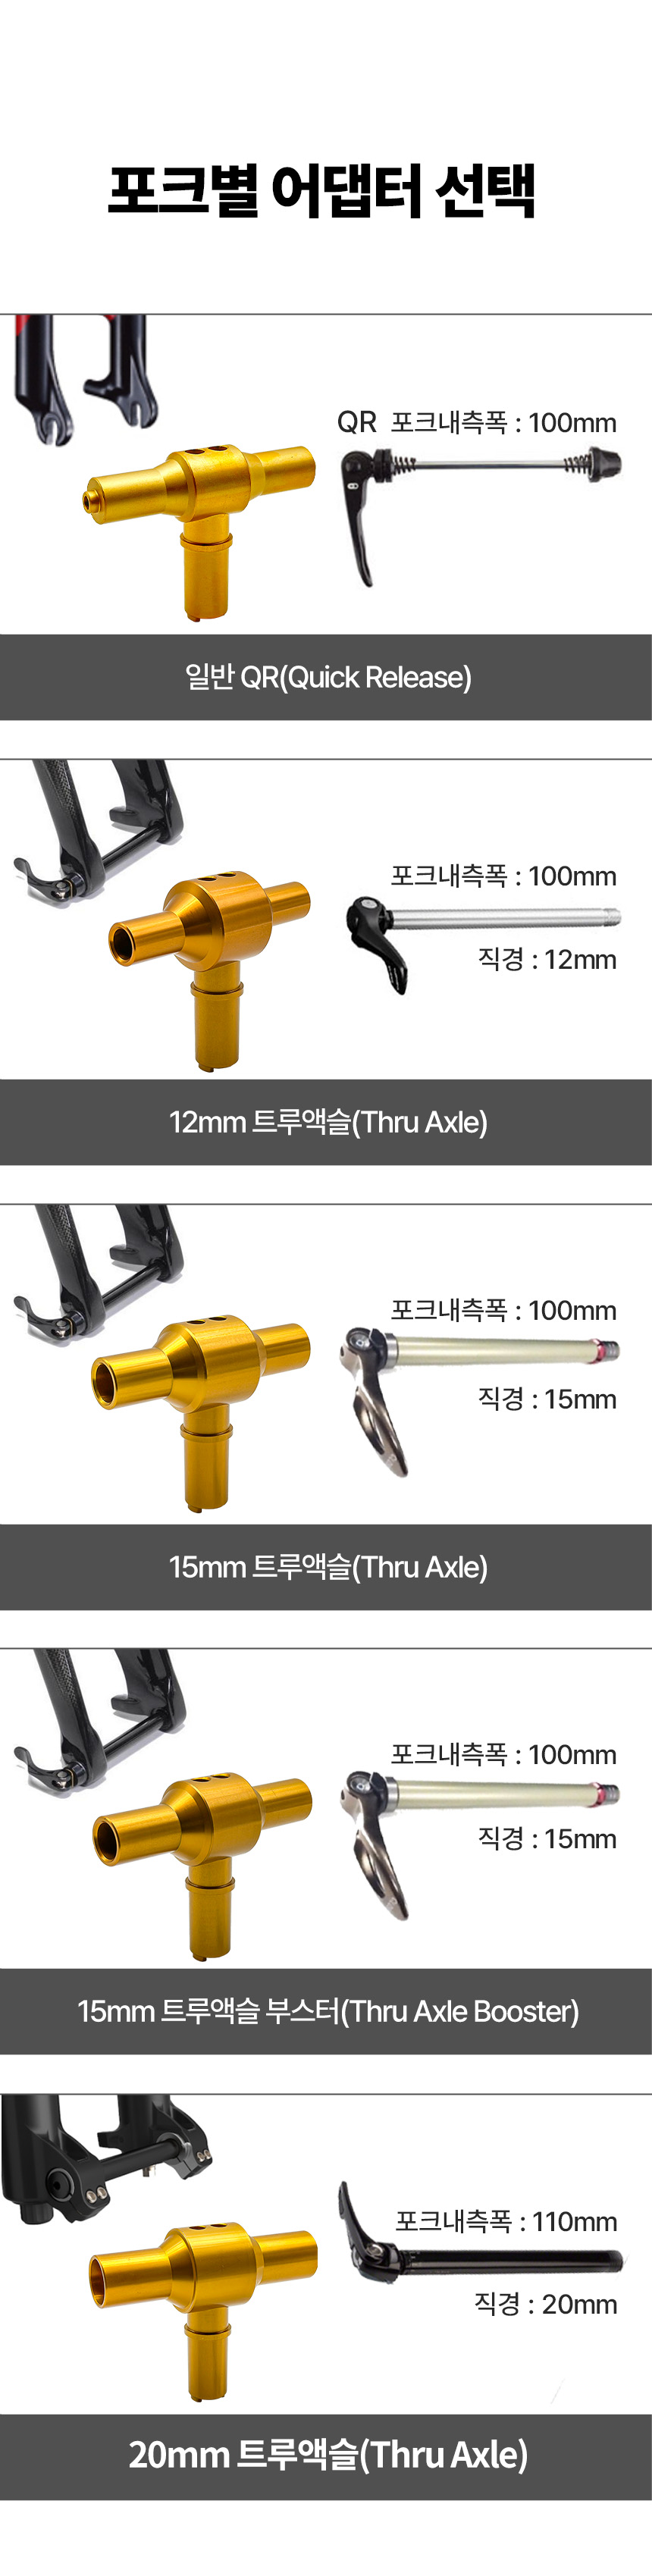 포크별 어댑터 선택
QR 포크내측폭 : 100mm
일반 QR(Quick Release)
포크내측폭 : 100mm
직경 : 12mm
12mm 트루액슬(Thru Axle)
포크내측폭 : 100mm
직경 : 15mm
15mm 트루액슬(Thru Axle)
포크내측폭 : 100mm
직경 : 15mm
15mm 트루액슬 부스터(Thru Axle Booster)
포크내측폭 : 110mm
직경 : 20mm
20mm 트루액슬(Thru Axle)